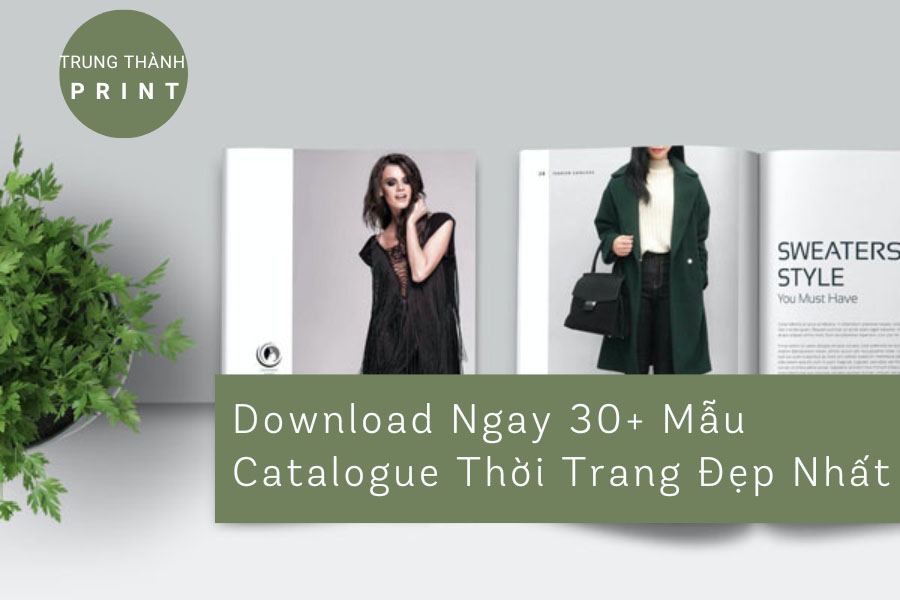 TRUNG THÀNH
PRINT
SWEATERS
STYLE
You Must Have
Download Ngay 30+ Mẫu
Catalogue Thời Trang Đẹp Nhất